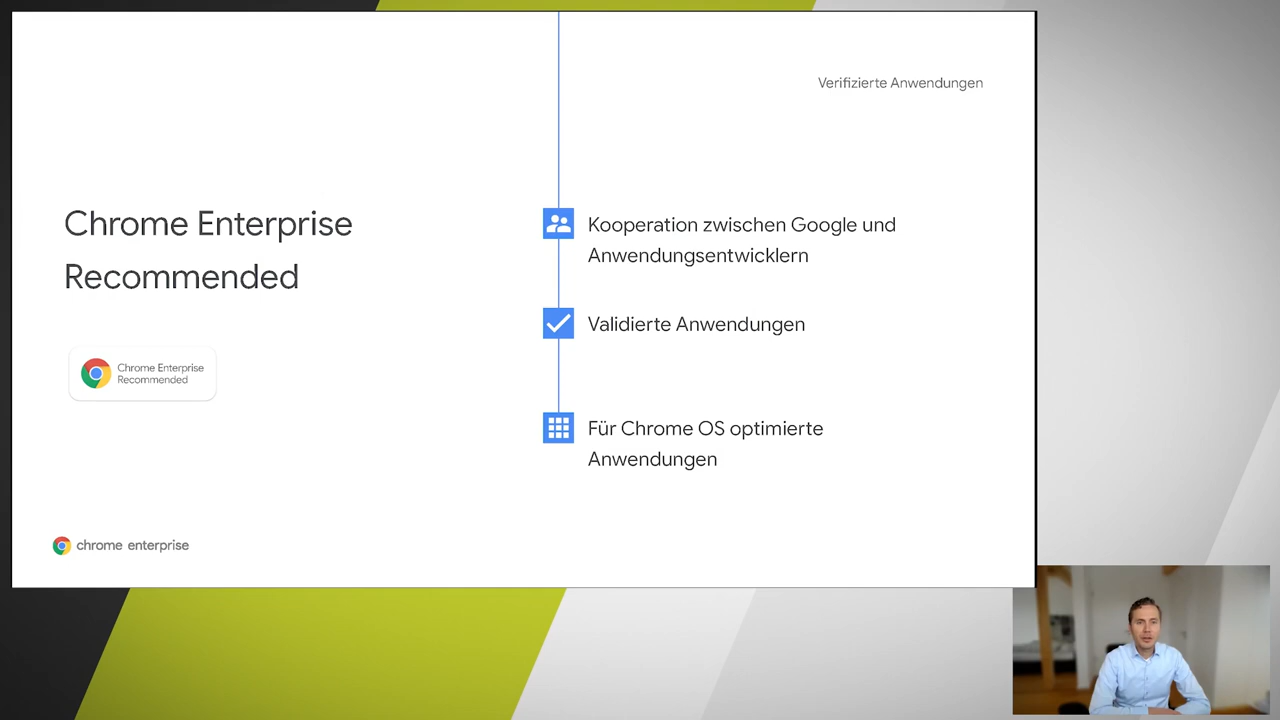 Verifizierte Anwendungen
Chrome Enterprise
Recommended
Chrome Enterprise
Recommended
Kooperation zwischen Google und
Anwendungsentwicklern
Validierte Anwendungen
Für Chrome OS optimierte
Anwendungen
chrome enterprise